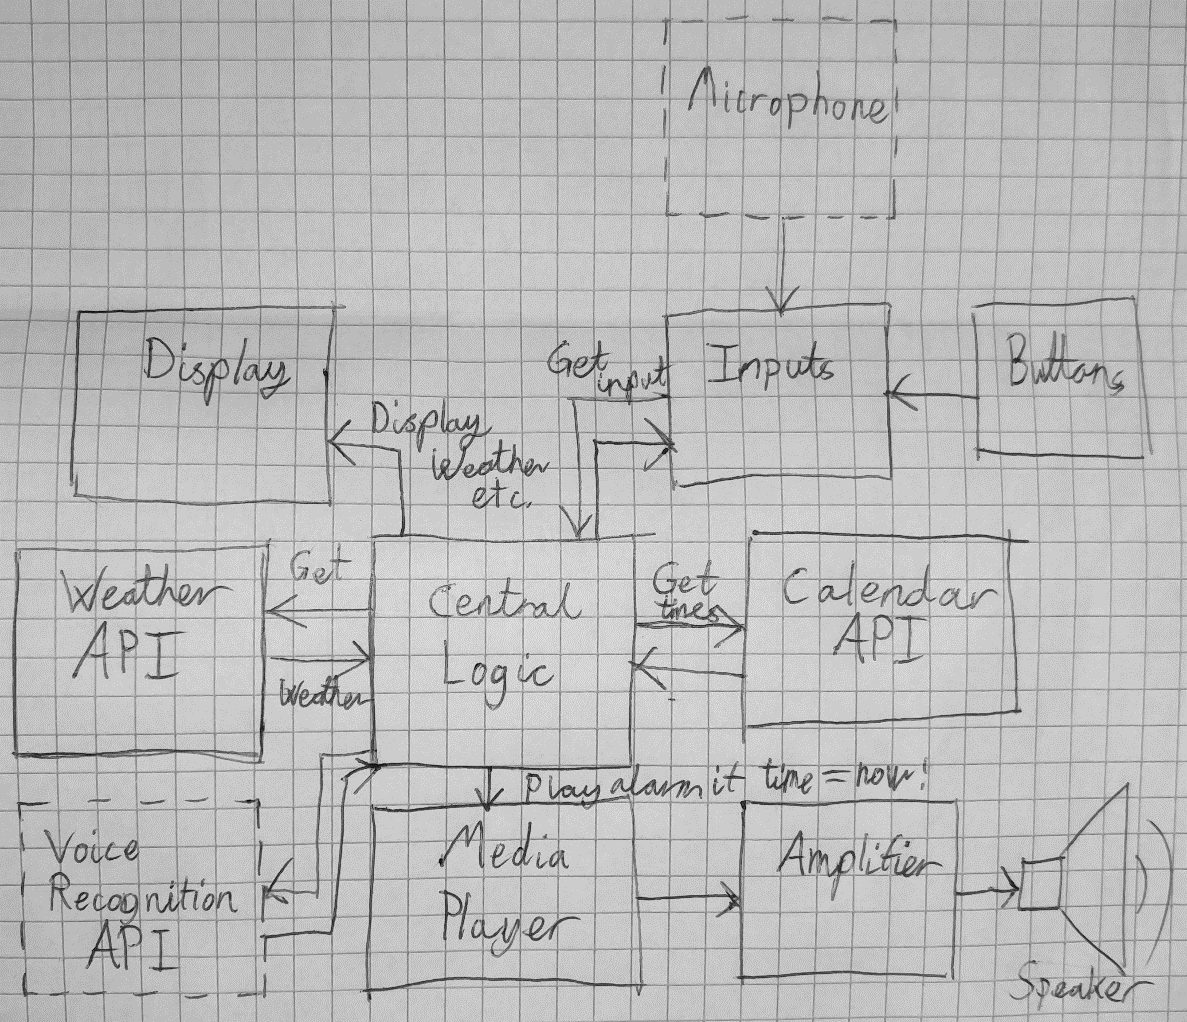 Microphone
Display
Get
input
Inputs
Buttons
Display
Weather
etc.
Weather
API
Get
Weather
Central
Logic
Get
times
Calendar
API
Play alarm if time = now!
Voice
Recognition
API
Media
Player
Amplifier
Speaker